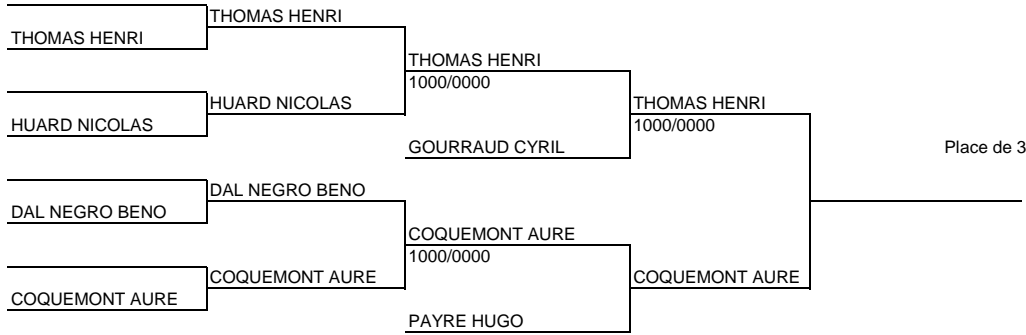 THOMAS HENRI
THOMAS HENRI
THOMAS HENRI
1000/0000
HUARD NICOLAS
THOMAS HENRI
HUARD NICOLAS
1000/0000
GOURRAUD CYRIL
Place de 3
DAL NEGRO BENO
DAL NEGRO BENO
COQUEMONT AURE
1000/0000
COQUEMONT AURE
COQUEMONT AURE
COQUEMONT AURE
PAYRE HUGO